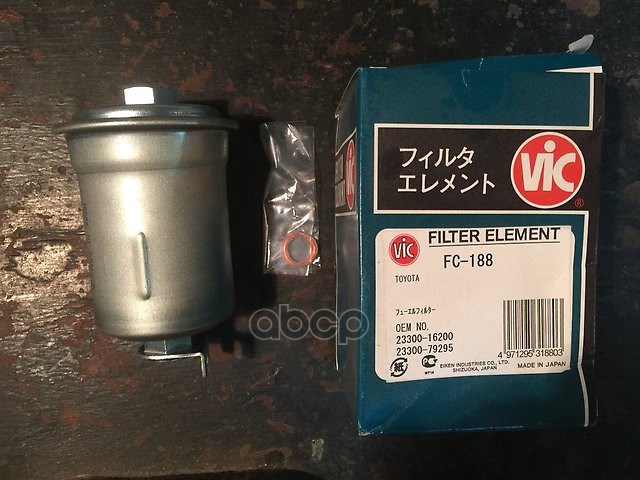 フィルタ
エレメント
VIC
®
VIC
FILTER ELEMENT
FC-188
TOYOTA
フューエルフィルター
OEM NO.
23300-16200
23300-79295
4 971295 318803
EIKEN INDUSTRIES CO., LTD.
SHIZUOKA, JAPAN
MADE IN JAPAN
abcp